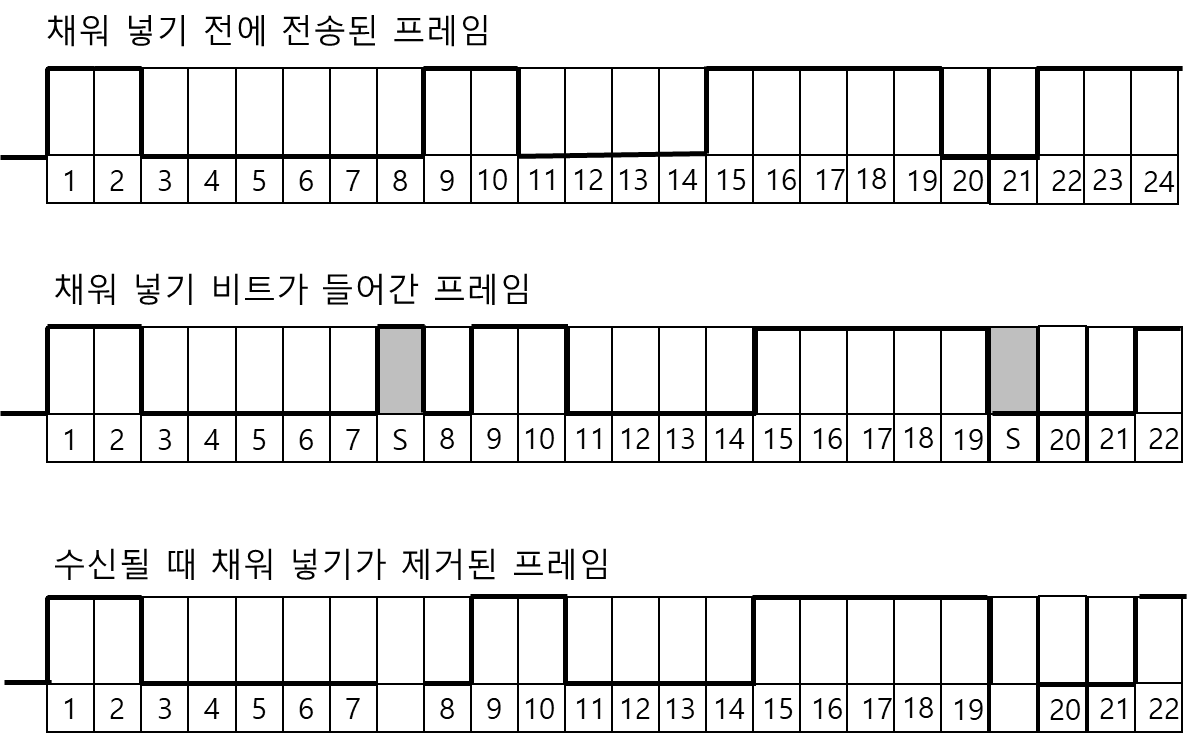 채워 넣기 전에 전송된 프레임
1 2 3 4 5 6 7 8 9 10 11 12 13 14 15 16 17 18 19 20 21 22 23 24
채워 넣기 비트가 들어간 프레임
1 2 3 4 5 6 7 S 8 9 10 11 12 13 14 15 16 17 18 19 S 20 21 22
수신될 때 채워 넣기가 제거된 프레임
1 2 3 4 5 6 7 8 9 10 11 12 13 14 15 16 17 18 19 20 21 22